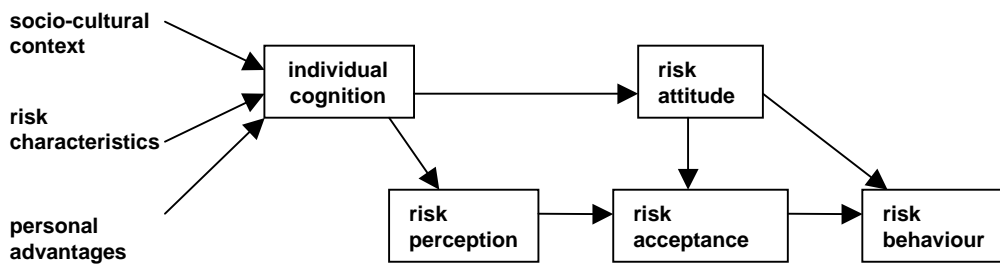 socio-cultural
context
risk
characteristics
personal
advantages
individual
cognition
risk
attitude
risk
perception
risk
acceptance
risk
behaviour